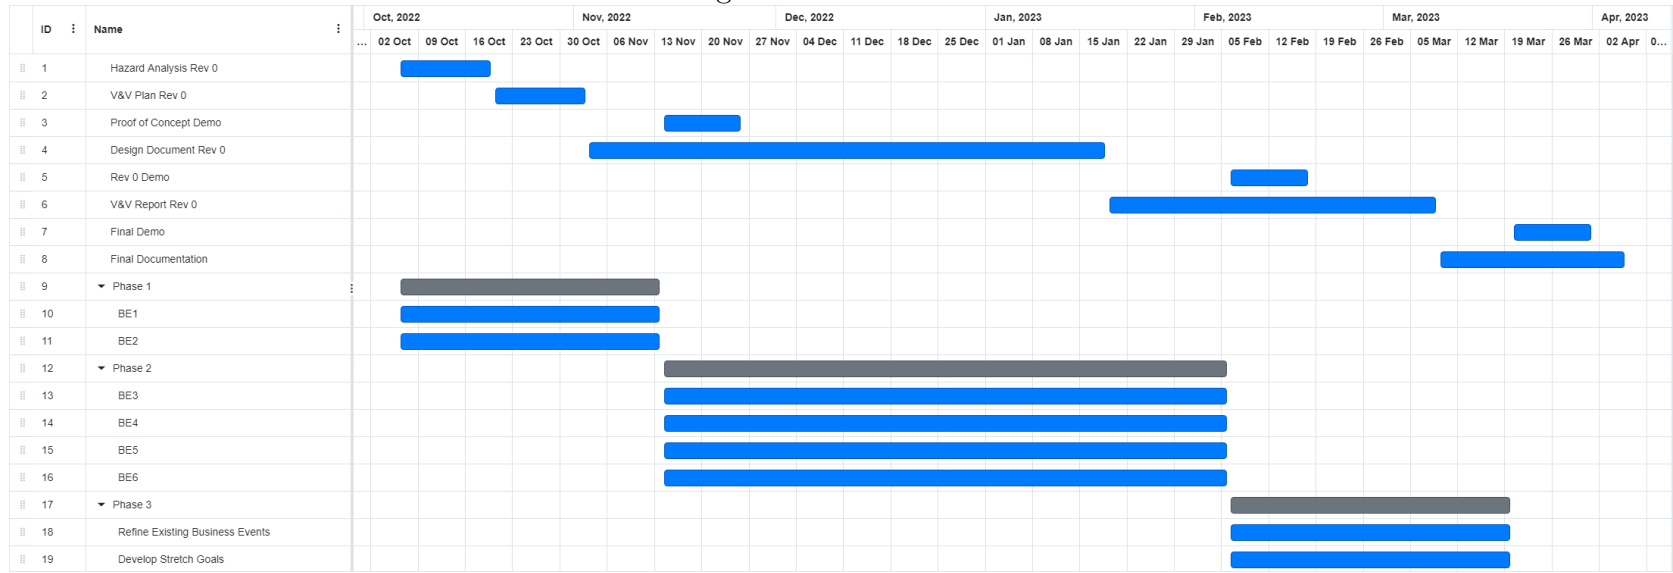 ID Name Oct, 2022 Nov, 2022 Dec, 2022 Jan, 2023 Feb, 2023 Mar, 2023 Apr, 2023
... 02 Oct 09 Oct 16 Oct 23 Oct 30 Oct 06 Nov 13 Nov 20 Nov 27 Nov 04 Dec 11 Dec 18 Dec 25 Dec 01 Jan 08 Jan 15 Jan 22 Jan 29 Jan 05 Feb 12 Feb 19 Feb 26 Feb 05 Mar 12 Mar 19 Mar 26 Mar 02 Apr 0...
1 Hazard Analysis Rev 0
2 V&V Plan Rev 0
3 Proof of Concept Demo
4 Design Document Rev 0
5 Rev 0 Demo
6 V&V Report Rev 0
7 Final Demo
8 Final Documentation
9 Phase 1
10 BE1
11 BE2
12 Phase 2
13 BE3
14 BE4
15 BE5
16 BE6
17 Phase 3
18 Refine Existing Business Events
19 Develop Stretch Goals